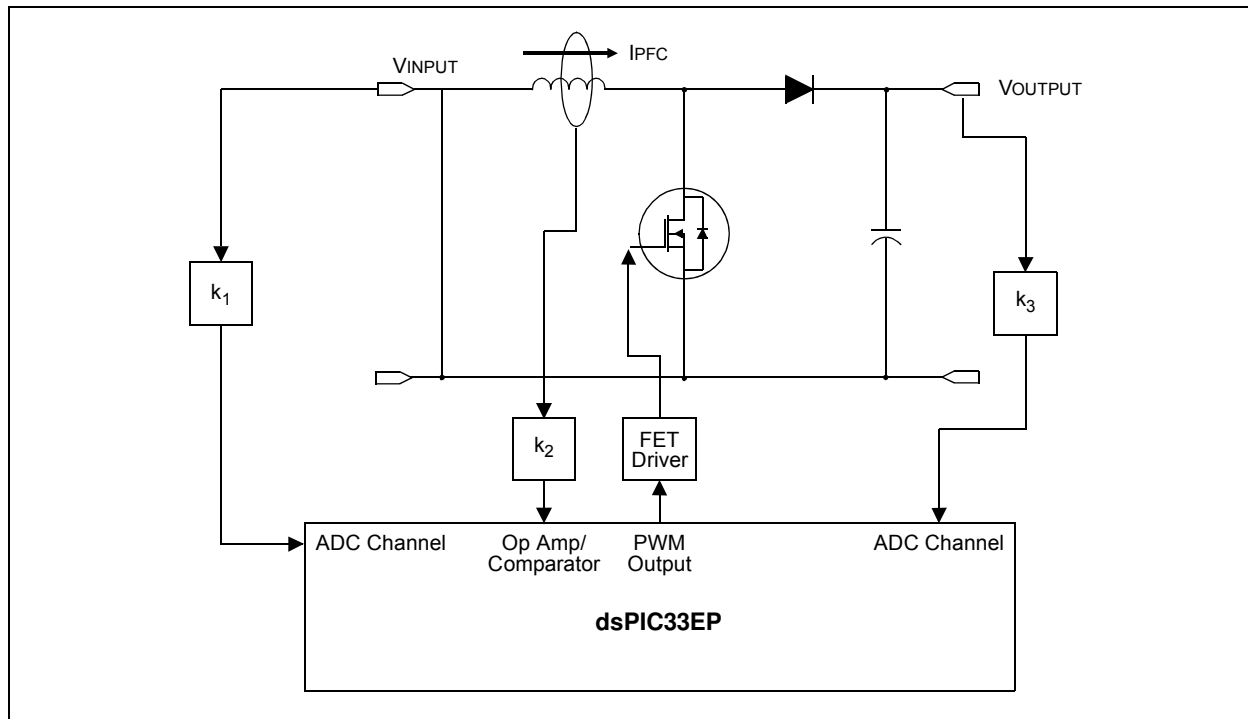 IPFC
VINPUT
VOUTPUT
k1
k3
k2
FET
Driver
ADC Channel
Op Amp/
Comparator
PWM
Output
ADC Channel
dsPIC33EP